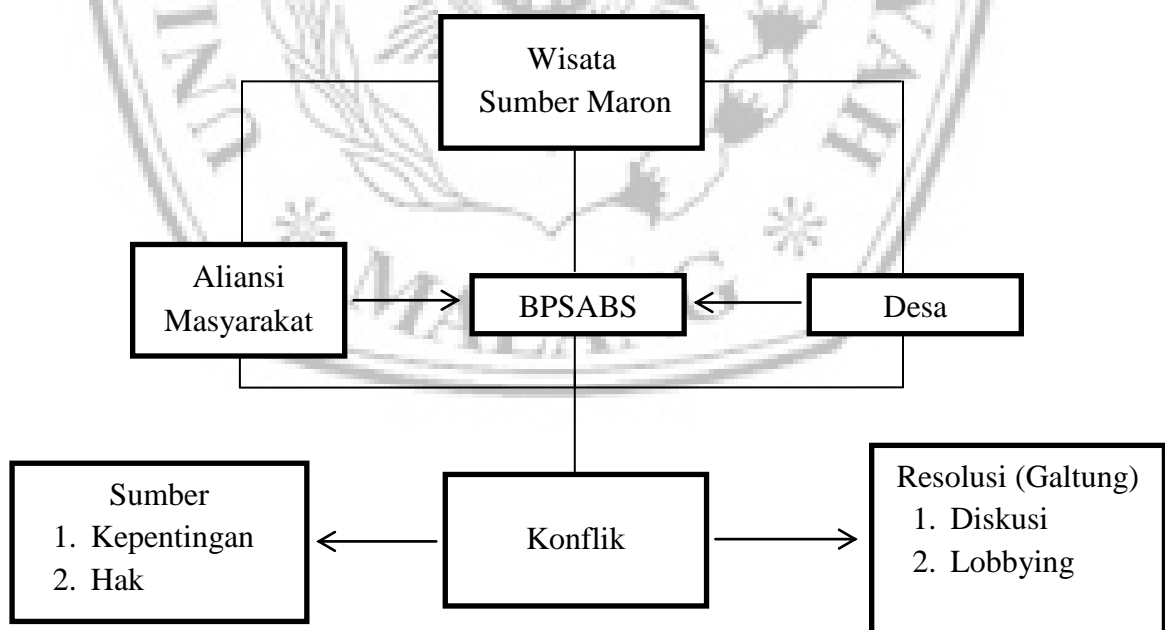 Wisata
Sumber Maron
Aliansi
Masyarakat
BPSABS
Desa
Sumber
1. Kepentingan
2. Hak
Konflik
Resolusi (Galtung)
1. Diskusi
2. Lobbying
MALANG